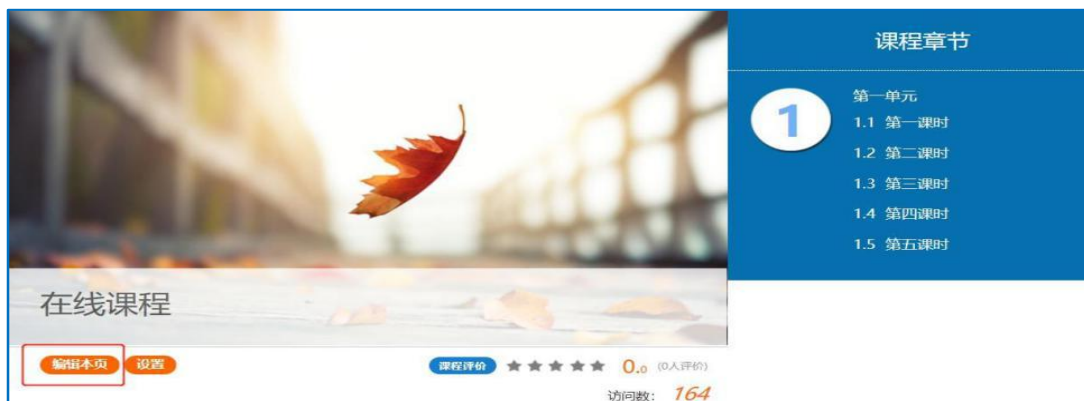 课程章节
1
第一单元
1.1 第一课时
1.2 第二课时
1.3 第三课时
1.4 第四课时
1.5 第五课时
在线课程
编辑本页 设置
课程评价 0.0 (0人评价)
访问数: 164